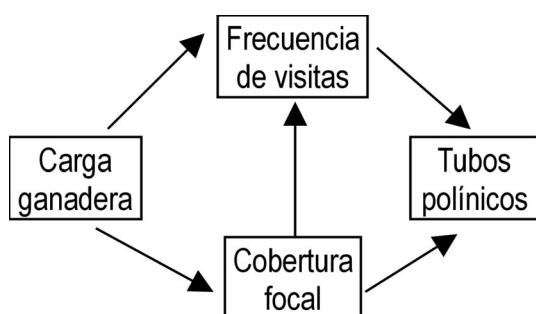 Frecuencia
de visitas
Carga
ganadera
Tubos
polínicos
Cobertura
focal